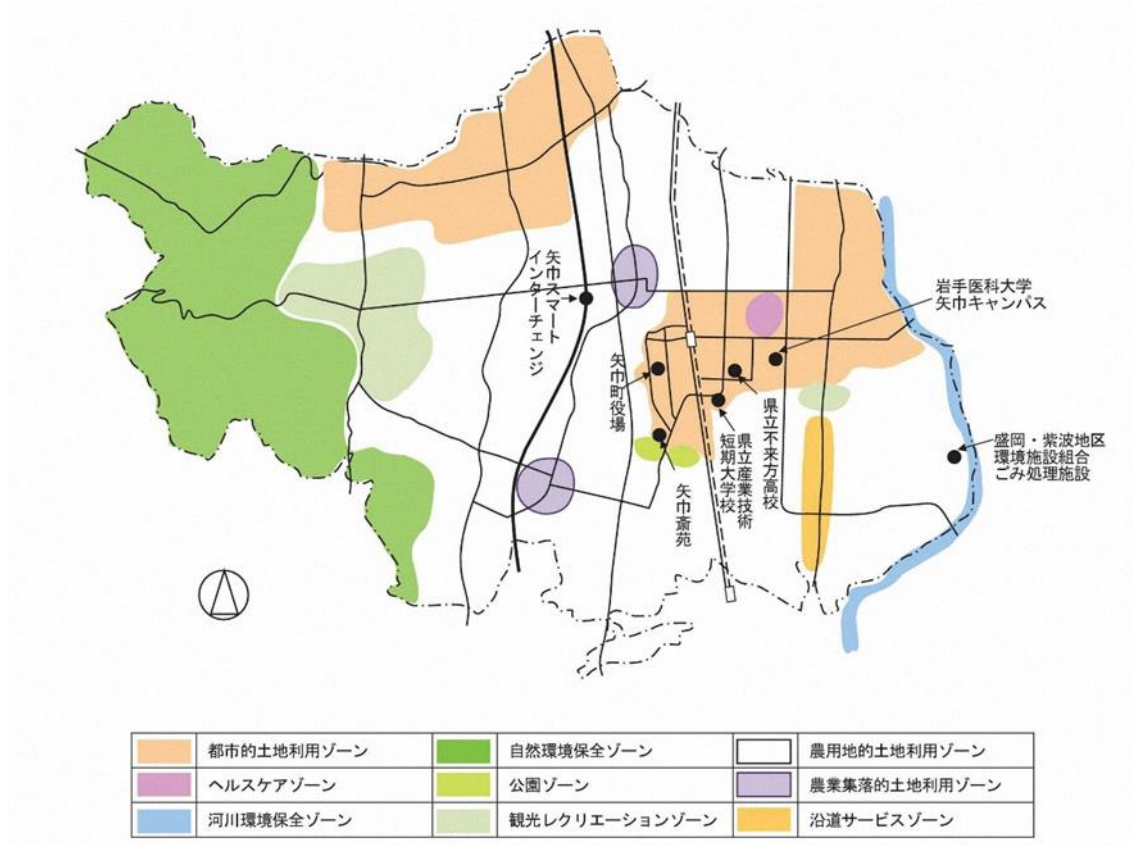 矢巾スマート
インターチェンジ
岩手医科大学
矢巾キャンパス
矢巾町役場
県立不来方高校
県立産業技術
短期大学校
矢巾斎苑
盛岡・紫波地区
環境施設組合
ごみ処理施設
都市的土地利用ゾーン
自然環境保全ゾーン
農用地的土地利用ゾーン
ヘルスケアゾーン
公園ゾーン
農業集落的土地利用ゾーン
河川環境保全ゾーン
観光レクリエーションゾーン
沿道サービスゾーン